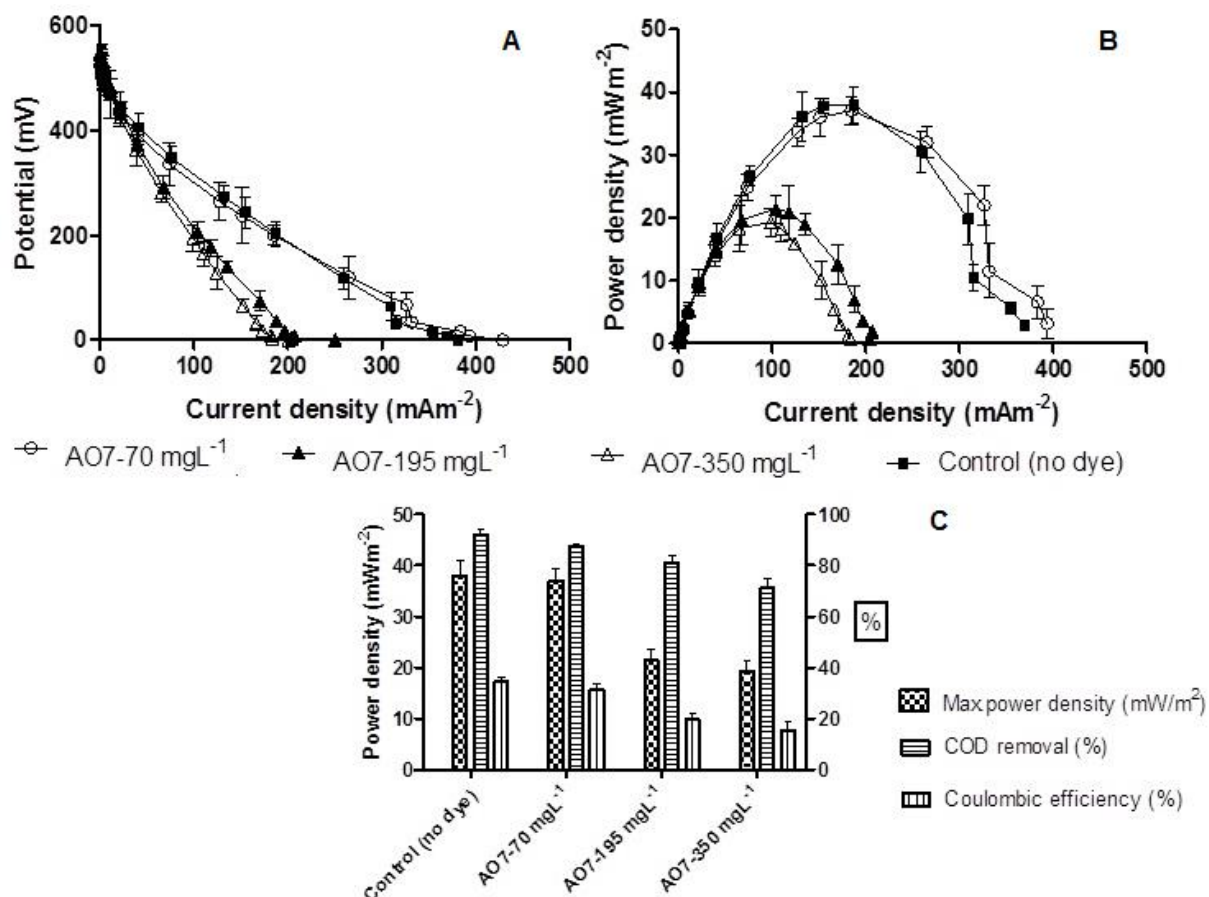 A
Potential (mV)
600
400
200
0
0 100 200 300 400 500
Current density (mAm⁻²)
B
Power density (mWm⁻²)
50
40
30
20
10
0
0 100 200 300 400 500
Current density (mAm⁻²)
AO7-70 mgL⁻¹
AO7-195 mgL⁻¹
AO7-350 mgL⁻¹
Control (no dye)
C
Power density (mWm⁻²)
50
40
30
20
10
0
100
80
60
40
20
0
%
Control (no dye)
AO7-70 mgL⁻¹
AO7-195 mgL⁻¹
AO7-350 mgL⁻¹
Max power density (mW/m²)
COD removal (%)
Coulombic efficiency (%)